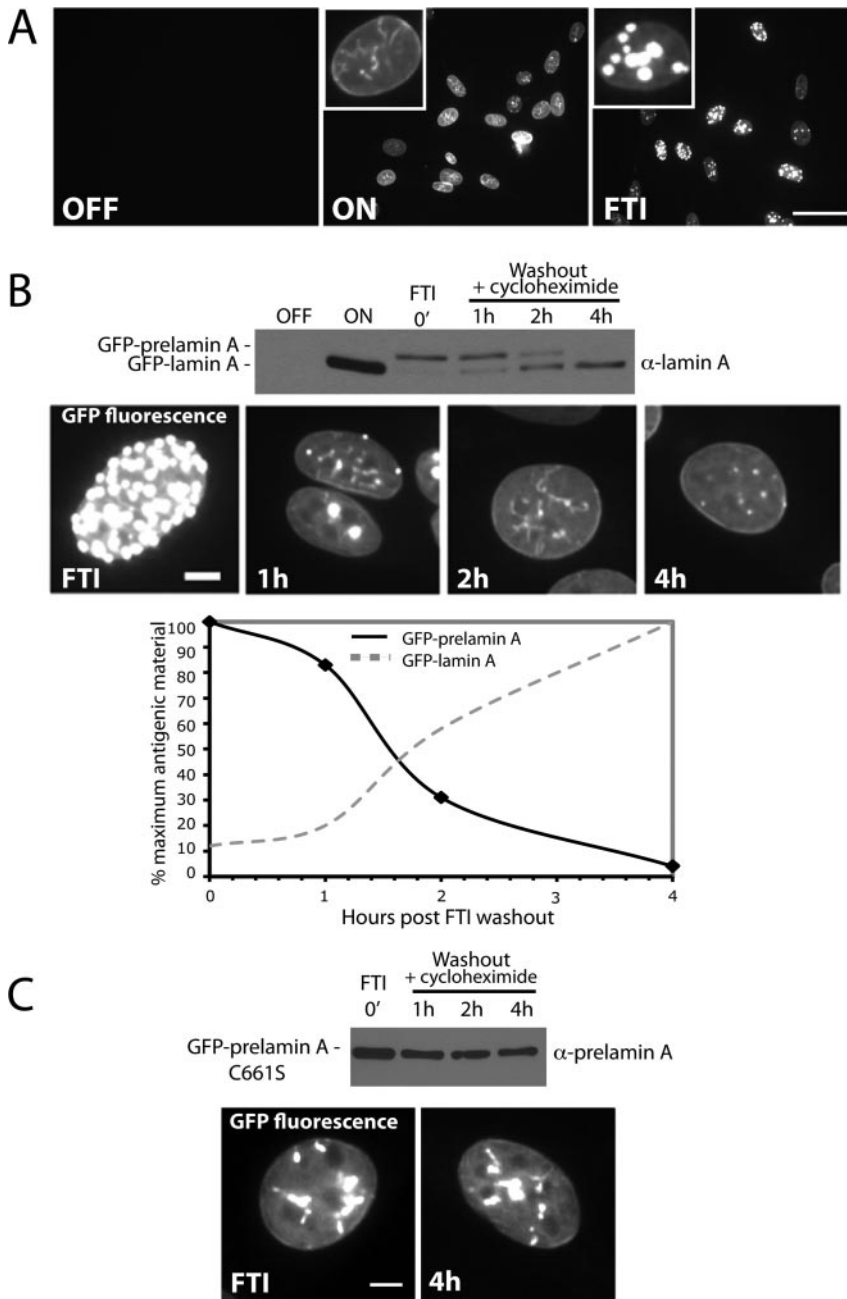 A
OFF
ON
FTI
B
FTI
Washout
+ cycloheximide
OFF ON 0’ 1h 2h 4h
GFP-prelamin A -
GFP-lamin A -
α-lamin A
GFP fluorescence
FTI
1h
2h
4h
% maximum antigenic material
100
90
80
70
60
50
40
30
20
10
0
GFP-prelamin A
GFP-lamin A
0 1 2 3 4
Hours post FTI washout
C
FTI
Washout
+ cycloheximide
0’ 1h 2h 4h
GFP-prelamin A -
C661S
α-prelamin A
GFP fluorescence
FTI
4h